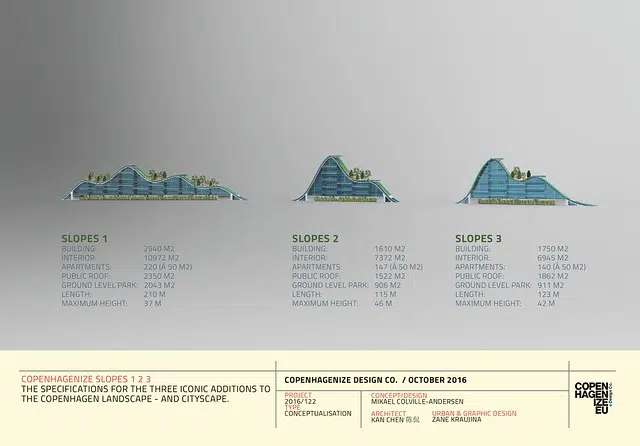 SLOPES 1
BUILDING: 2940 M2
INTERIOR: 10972 M2
APARTMENTS: 220 (À 50 M2)
PUBLIC ROOF: 2350 M2
GROUND LEVEL PARK: 2043 M2
LENGTH: 210 M
MAXIMUM HEIGHT: 37 M
SLOPES 2
BUILDING: 1610 M2
INTERIOR: 7372 M2
APARTMENTS: 147 (À 50 M2)
PUBLIC ROOF: 1522 M2
GROUND LEVEL PARK: 906 M2
LENGTH: 115 M
MAXIMUM HEIGHT: 46 M
SLOPES 3
BUILDING: 1750 M2
INTERIOR: 6945 M2
APARTMENTS: 140 (À 50 M2)
PUBLIC ROOF: 1862 M2
GROUND LEVEL PARK: 911 M2
LENGTH: 123 M
MAXIMUM HEIGHT: 42 M
COPENHAGENIZE SLOPES 1 2 3
THE SPECIFICATIONS FOR THE THREE ICONIC ADDITIONS TO
THE COPENHAGEN LANDSCAPE - AND CITYSCAPE.
COPENHAGENIZE DESIGN CO. / OCTOBER 2016
PROJECT
2016/122
TYPE
CONCEPTUALISATION
CONCEPT/DESIGN
MIKAEL COLVILLE-ANDERSEN
ARCHITECT
KAN CHEN 陈侃
URBAN & GRAPHIC DESIGN
ZANE KRAUJINA
COPEN
HAGEN
IZE
EU
Design Co.